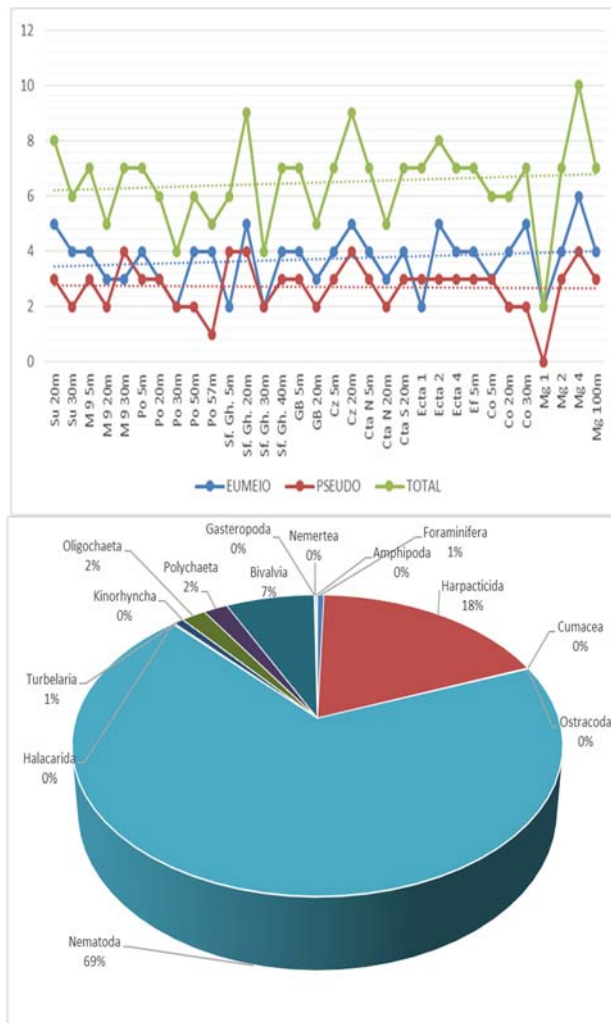 12
10
8
6
4
2
0
Su 20m
Su 30m
M 9 5m
M 9 20m
M 9 30m
Po 5m
Po 20m
Po 30m
Po 50m
Po 57m
Sf. Gh. 5m
Sf. Gh. 20m
Sf. Gh. 30m
Sf. Gh. 40m
GB 5m
GB 20m
Cz 5m
Cz 20m
Cta N 5m
Cta N 20m
Cta S 20m
Ecta 1
Ecta 2
Ecta 4
Ef 5m
Co 5m
Co 20m
Co 30m
Mg 1
Mg 2
Mg 4
Mg 100m
EUMEIO PSEUDO TOTAL
Gasteropoda
0%
Nemertea
0%
Foraminifera
1%
Amphipoda
0%
Oligochaeta
2%
Polychaeta
2%
Bivalvia
7%
Harpacticida
18%
Kinorhyncha
0%
Cumacea
0%
Turbelaria
1%
Ostracoda
0%
Halacarida
0%
Nematoda
69%